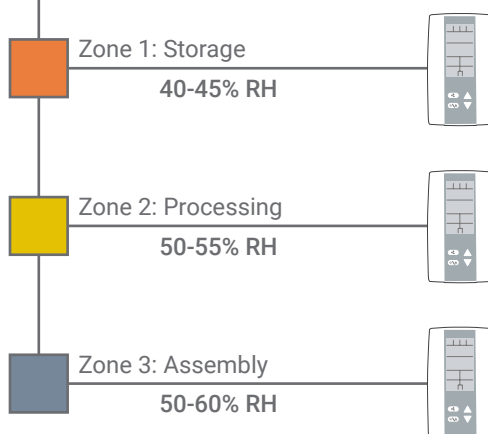 Zone 1: Storage
40-45% RH
Zone 2: Processing
50-55% RH
Zone 3: Assembly
50-60% RH